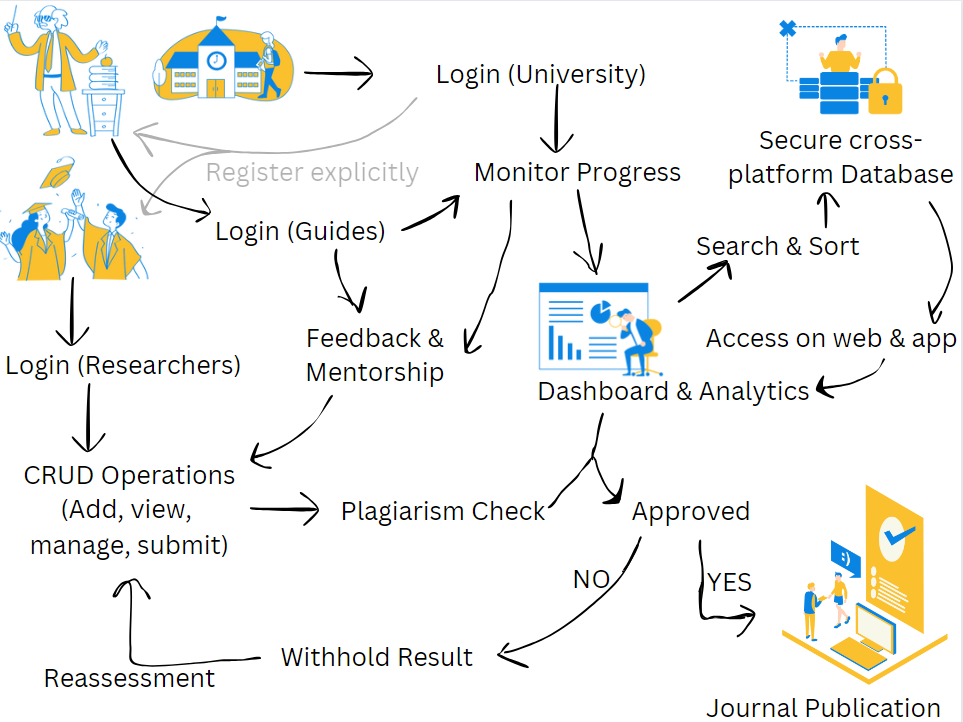 Login (University)
Secure cross-
platform Database
Register explicitly
Monitor Progress
Login (Guides)
Search & Sort
Feedback &
Mentorship
Access on web & app
Login (Researchers)
Dashboard & Analytics
CRUD Operations
(Add, view,
manage, submit)
Plagiarism Check
Approved
NO
YES
:)
Withhold Result
Reassessment
Journal Publication